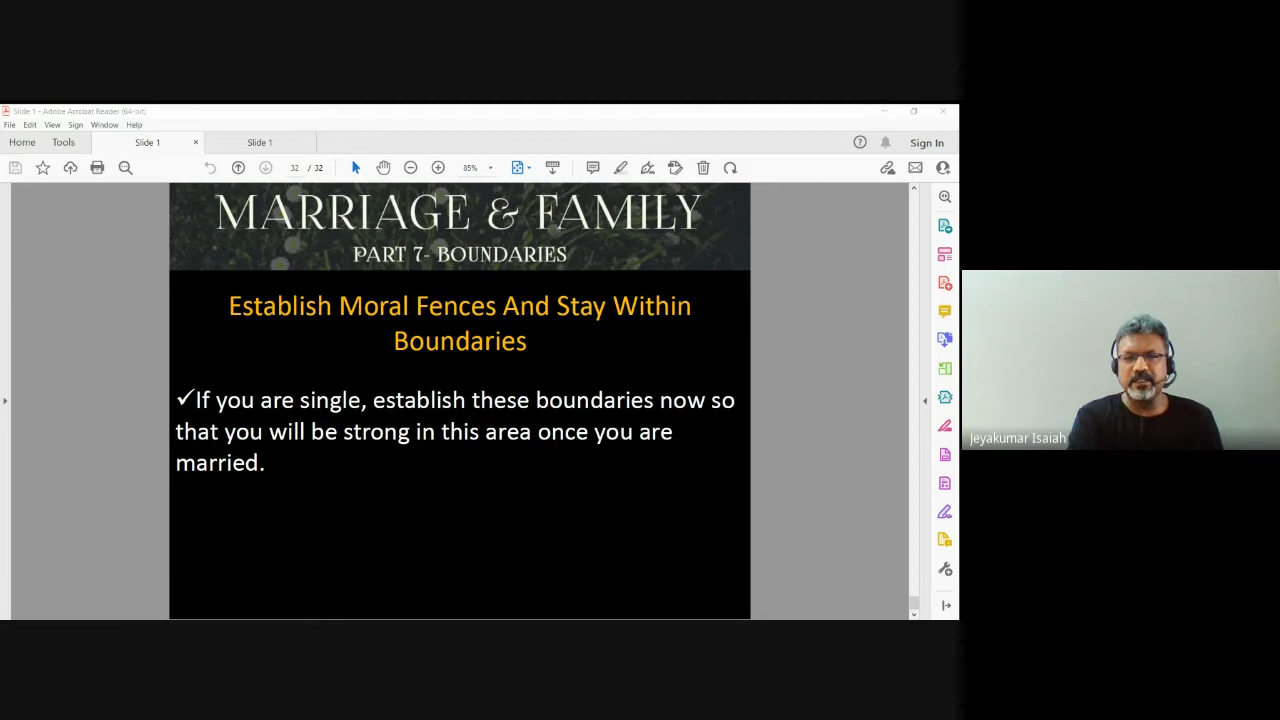 Slide 1 - Adobe Acrobat Reader (64-bit)
File Edit View Sign Window Help
Home Tools Slide 1 × Slide 1 Sign In
32 / 32 85%
MARRIAGE & FAMILY
PART 7- BOUNDARIES
Establish Moral Fences And Stay Within
Boundaries
✓If you are single, establish these boundaries now so
that you will be strong in this area once you are
married.
Jeyakumar Isaiah